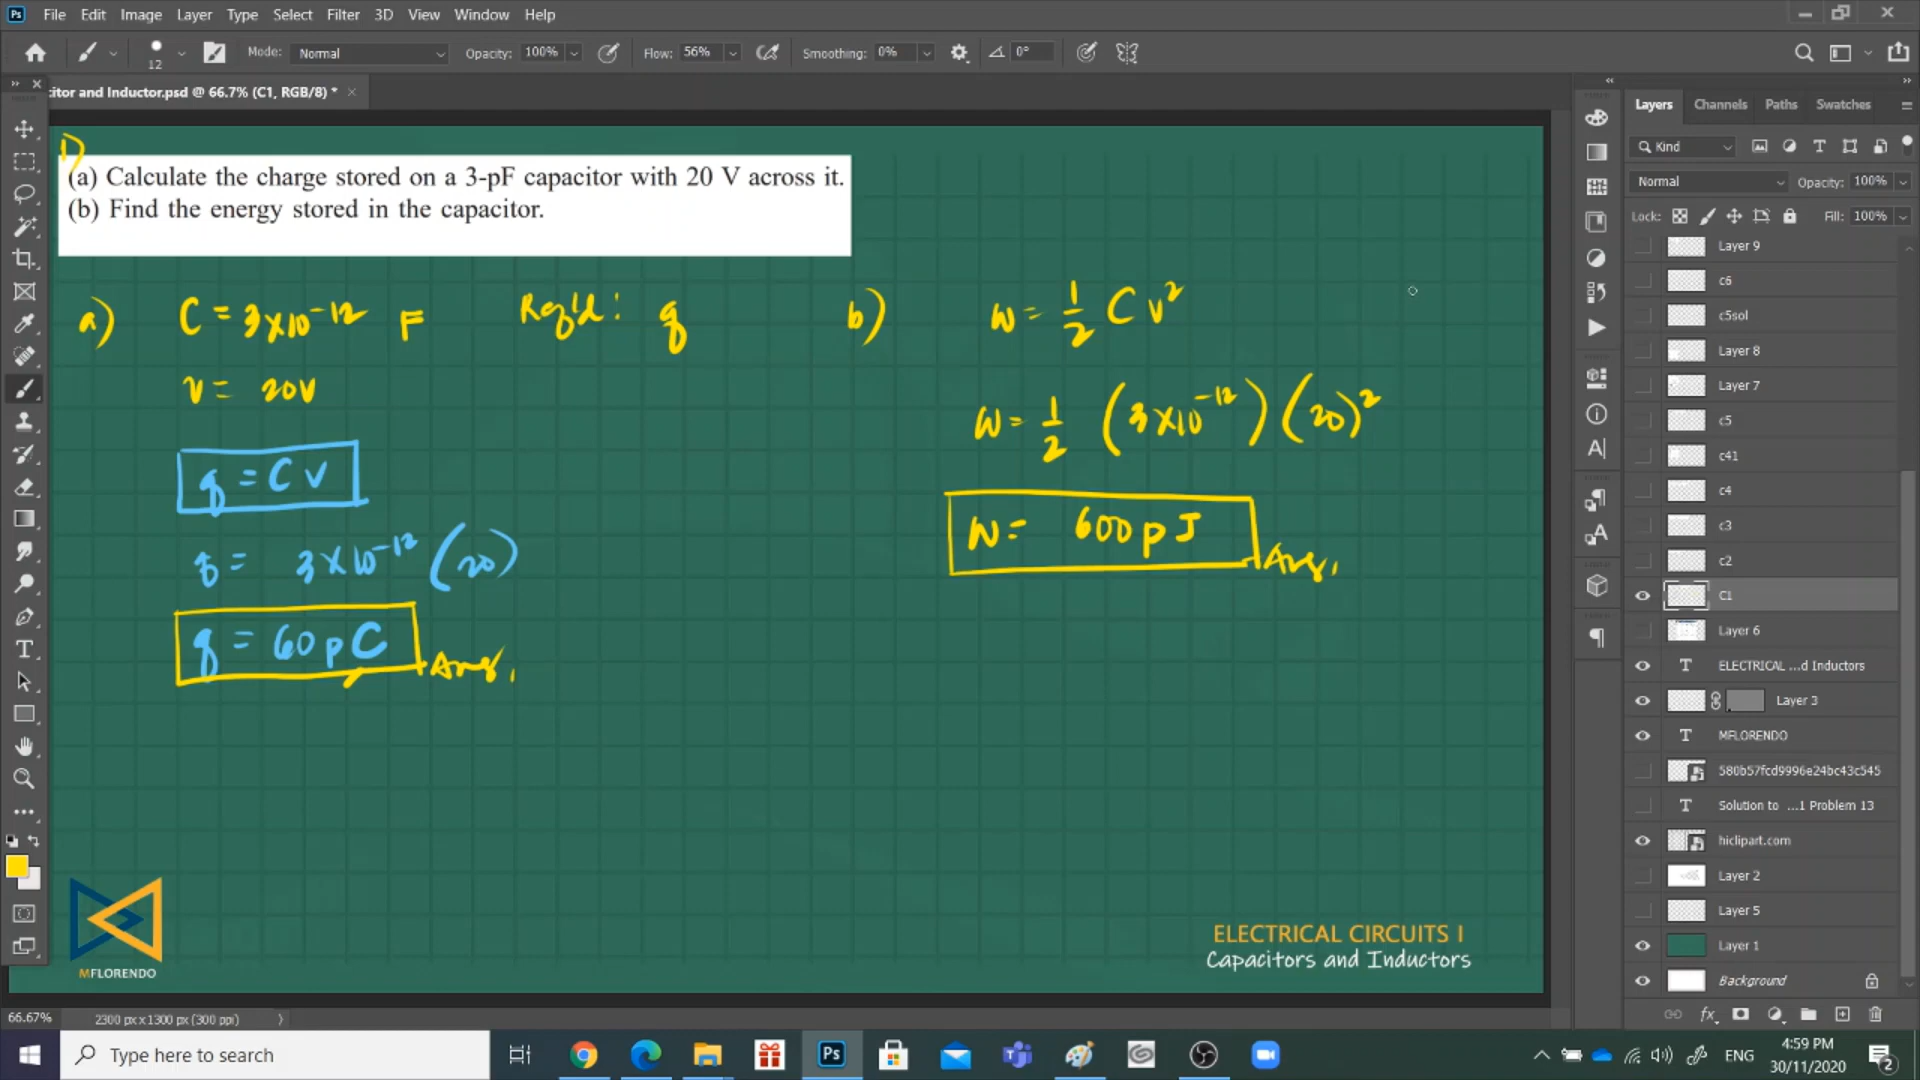 Ps File Edit Image Layer Type Select Filter 3D View Window Help
12 Mode: Normal Opacity: 100% Flow: 56% Smoothing: 0% 0°
itor and Inductor.psd @ 66.7% (C1, RGB/8) *
1)
(a) Calculate the charge stored on a 3-pF capacitor with 20 V across it.
(b) Find the energy stored in the capacitor.
a) C = 3x10⁻¹² F Req'd: q
v = 20V
q = C v
q = 3x10⁻¹² (20)
q = 60 p C Ans.
b) w = 1/2 C v²
w = 1/2 (3x10⁻¹²) (20)²
w = 600 p J Ans.
MFLORENDO
ELECTRICAL CIRCUITS I
Capacitors and Inductors
Layers Channels Paths Swatches
Kind
Normal Opacity: 100%
Lock: Fill: 100%
Layer 9
c6
c5sol
Layer 8
Layer 7
c5
c41
c4
c3
c2
C1
Layer 6
T ELECTRICAL ...d Inductors
Layer 3
T MFLORENDO
580b57fcd9996e24bc43c545
T Solution to ...1 Problem 13
hiclipart.com
Layer 2
Layer 5
Layer 1
Background
66.67% 2300 px x 1300 px (300 ppi)
Type here to search
Ps
ENG
4:59 PM
30/11/2020
2